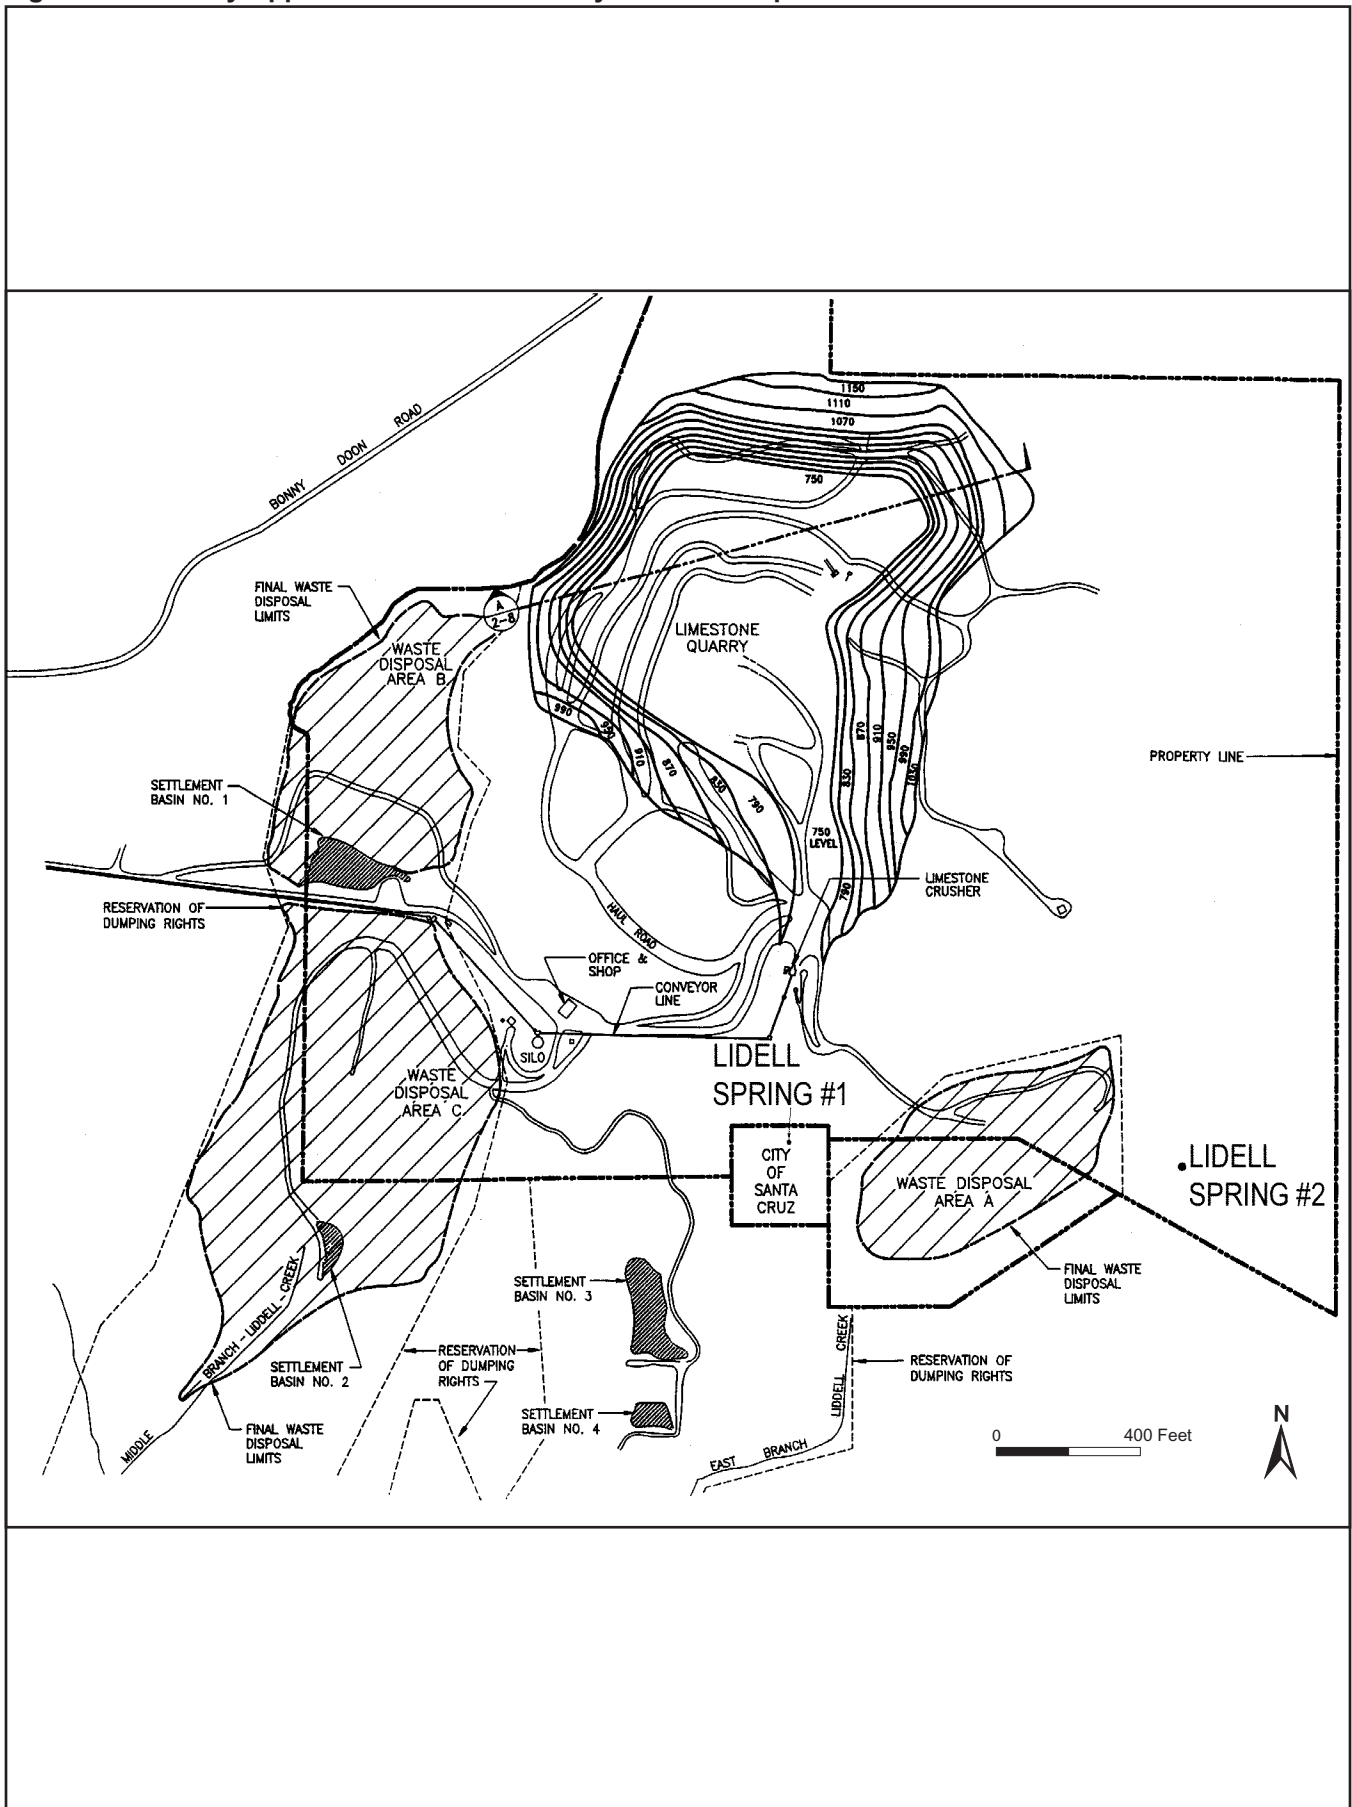 1150
1110
1070
750
BONNY DOON ROAD
FINAL WASTE
DISPOSAL
LIMITS
A
2-8
WASTE
DISPOSAL
AREA B
LIMESTONE
QUARRY
990
950
910
870
830
790
870
910
950
990
1030
830
790
PROPERTY LINE
SETTLEMENT
BASIN NO. 1
750
LEVEL
LIMESTONE
CRUSHER
RESERVATION OF
DUMPING RIGHTS
HAUL ROAD
OFFICE &
SHOP
CONVEYOR
LINE
SILO
WASTE
DISPOSAL
AREA C
LIDELL
SPRING #1
CITY
OF
SANTA
CRUZ
WASTE DISPOSAL
AREA A
LIDELL
SPRING #2
FINAL WASTE
DISPOSAL
LIMITS
SETTLEMENT
BASIN NO. 3
RESERVATION
OF DUMPING
RIGHTS
SETTLEMENT
BASIN NO. 2
SETTLEMENT
BASIN NO. 4
RESERVATION OF
DUMPING RIGHTS
FINAL WASTE
DISPOSAL
LIMITS
MIDDLE BRANCH - LIDDELL - CREEK
EAST BRANCH LIDDELL CREEK
0 400 Feet
N